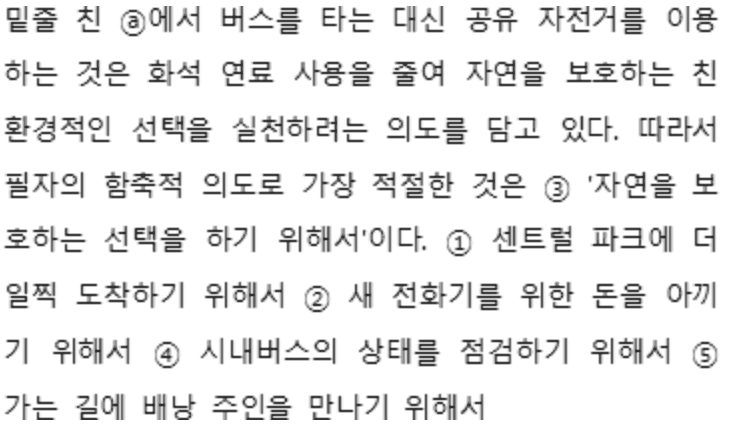 밑줄 친 ⓐ에서 버스를 타는 대신 공유 자전거를 이용
하는 것은 화석 연료 사용을 줄여 자연을 보호하는 친
환경적인 선택을 실천하려는 의도를 담고 있다. 따라서
필자의 함축적 의도로 가장 적절한 것은 ③ '자연을 보
호하는 선택을 하기 위해서'이다. ① 센트럴 파크에 더
일찍 도착하기 위해서 ② 새 전화기를 위한 돈을 아끼
기 위해서 ④ 시내버스의 상태를 점검하기 위해서 ⑤
가는 길에 배낭 주인을 만나기 위해서